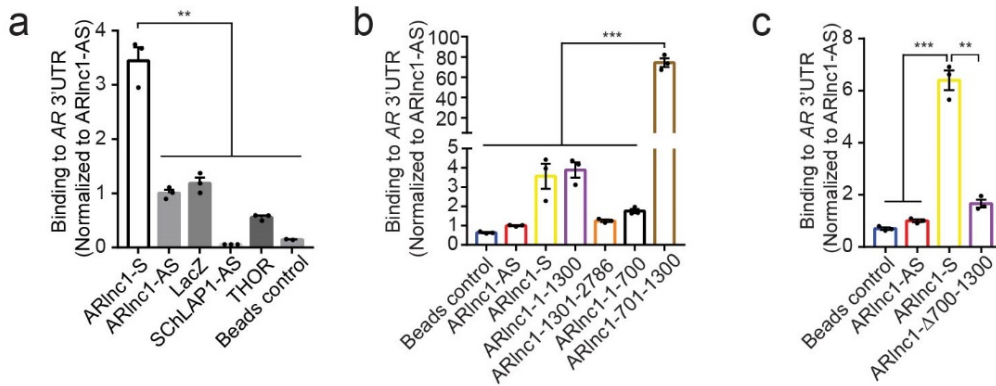 a
Binding to AR 3'UTR
(Normalized to ARlnc1-AS)
4
3
2
1
0
**
ARlnc1-S
ARlnc1-AS
LacZ
SChLAP1-AS
THOR
Beads control
b
Binding to AR 3'UTR
(Normalized to ARlnc1-AS)
100
80
60
40
20
5
4
3
2
1
0
***
Beads control
ARlnc1-AS
ARlnc1-S
ARlnc1-1-1300
ARlnc1-1301-2786
ARlnc1-1-700
ARlnc1-701-1300
c
Binding to AR 3'UTR
(Normalized to ARlnc1-AS)
8
6
4
2
0
*** **
Beads control
ARlnc1-AS
ARlnc1-S
ARlnc1-Δ700-1300